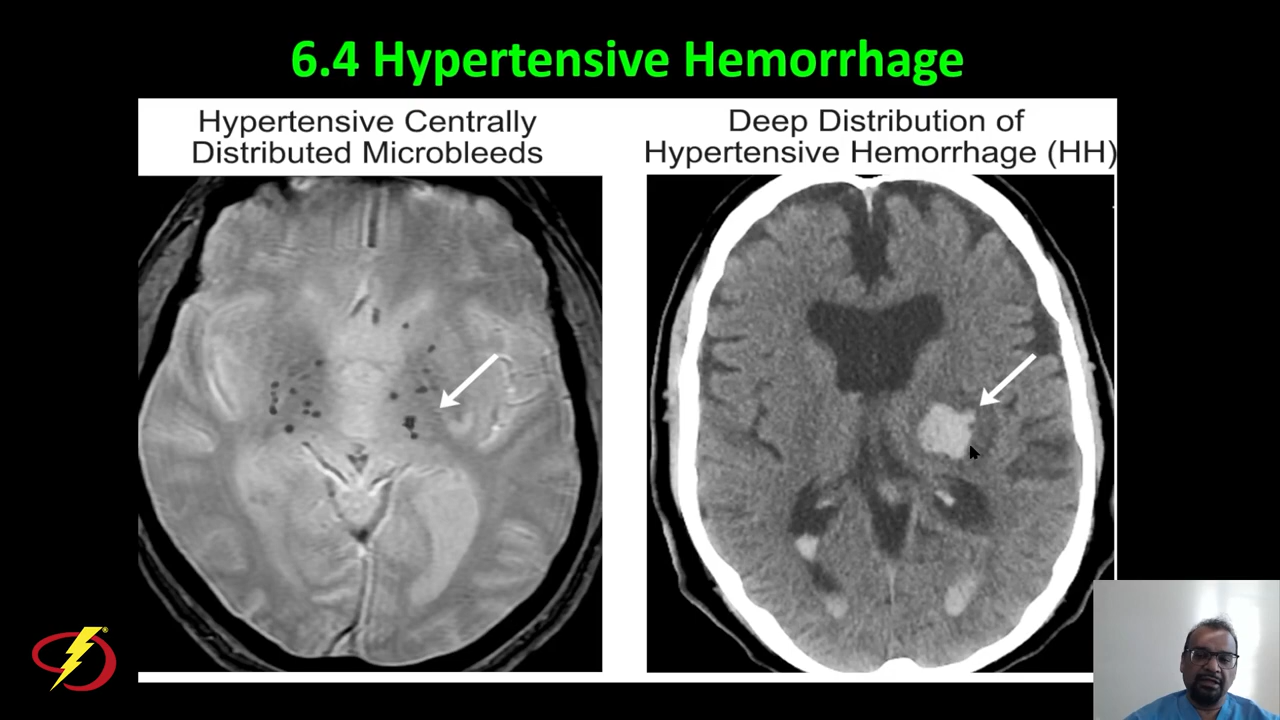 6.4 Hypertensive Hemorrhage
Hypertensive Centrally
Distributed Microbleeds
Deep Distribution of
Hypertensive Hemorrhage (HH)